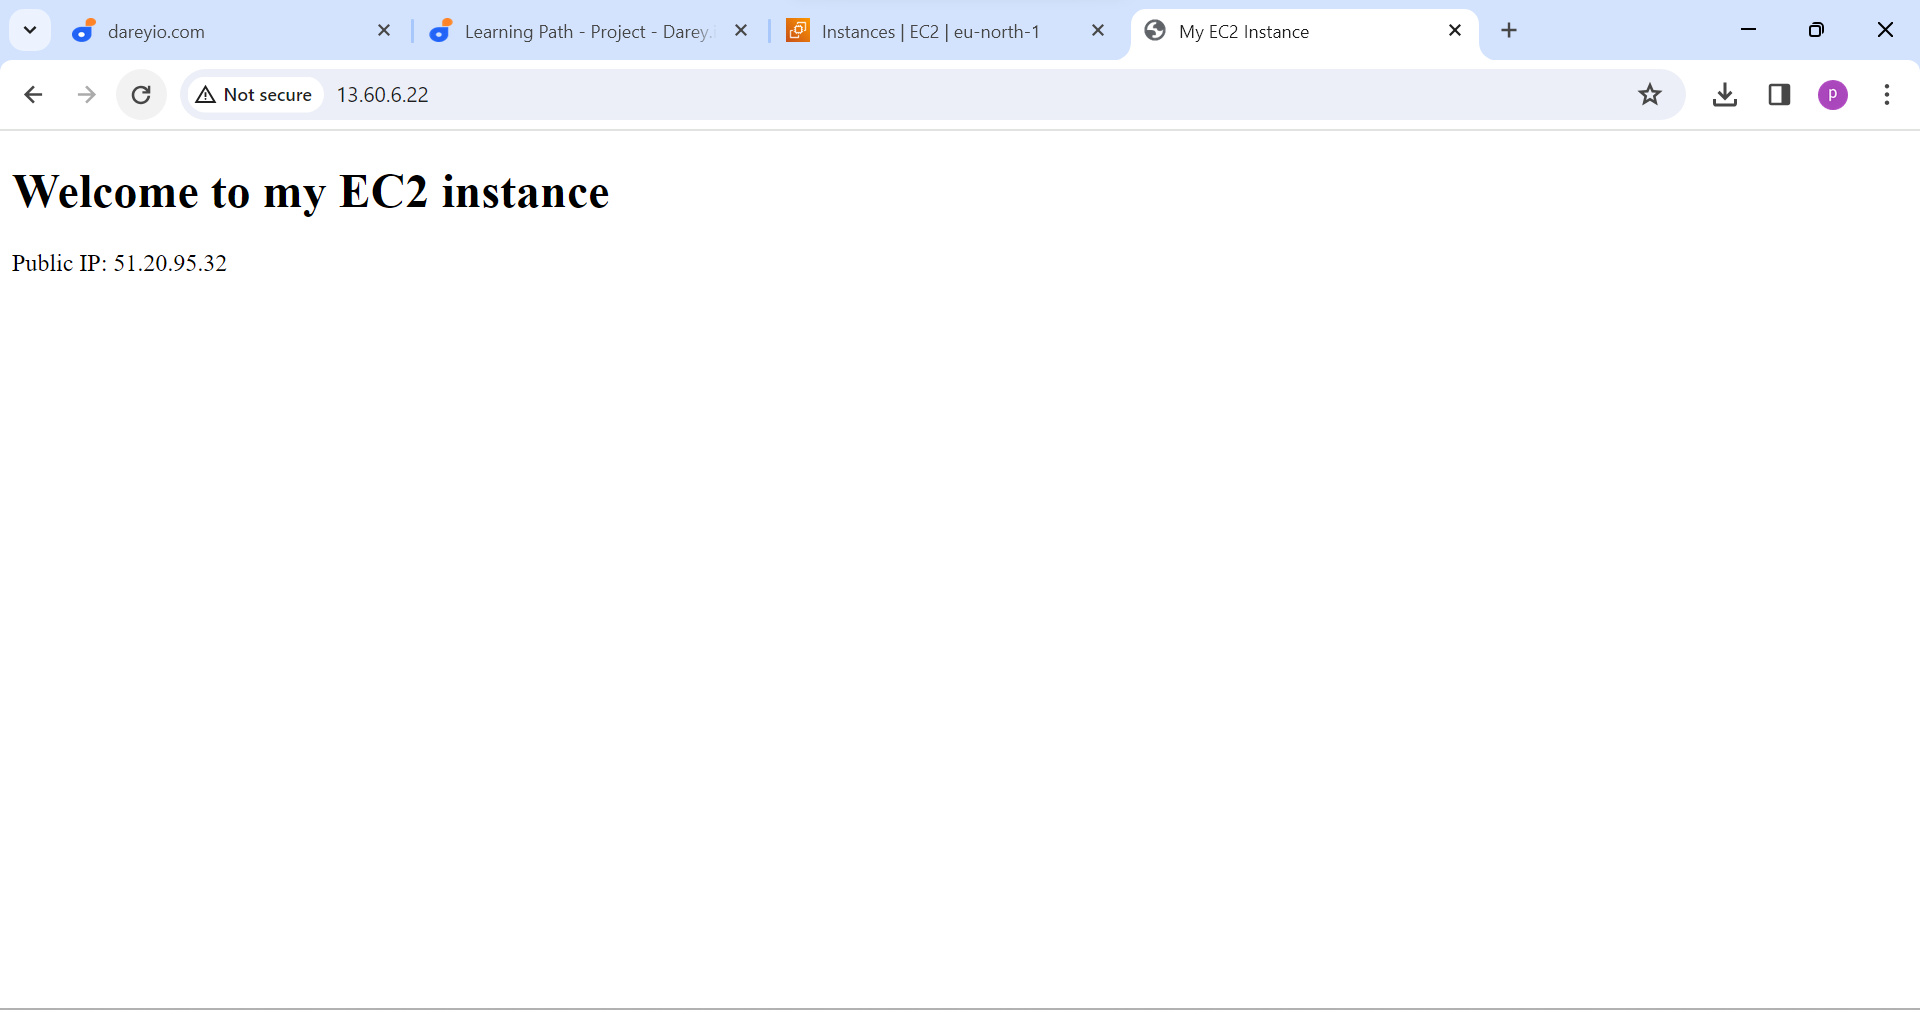 dareyio.com
Learning Path - Project - Darey.
Instances | EC2 | eu-north-1
My EC2 Instance
Not secure
13.60.6.22
p
Welcome to my EC2 instance
Public IP: 51.20.95.32